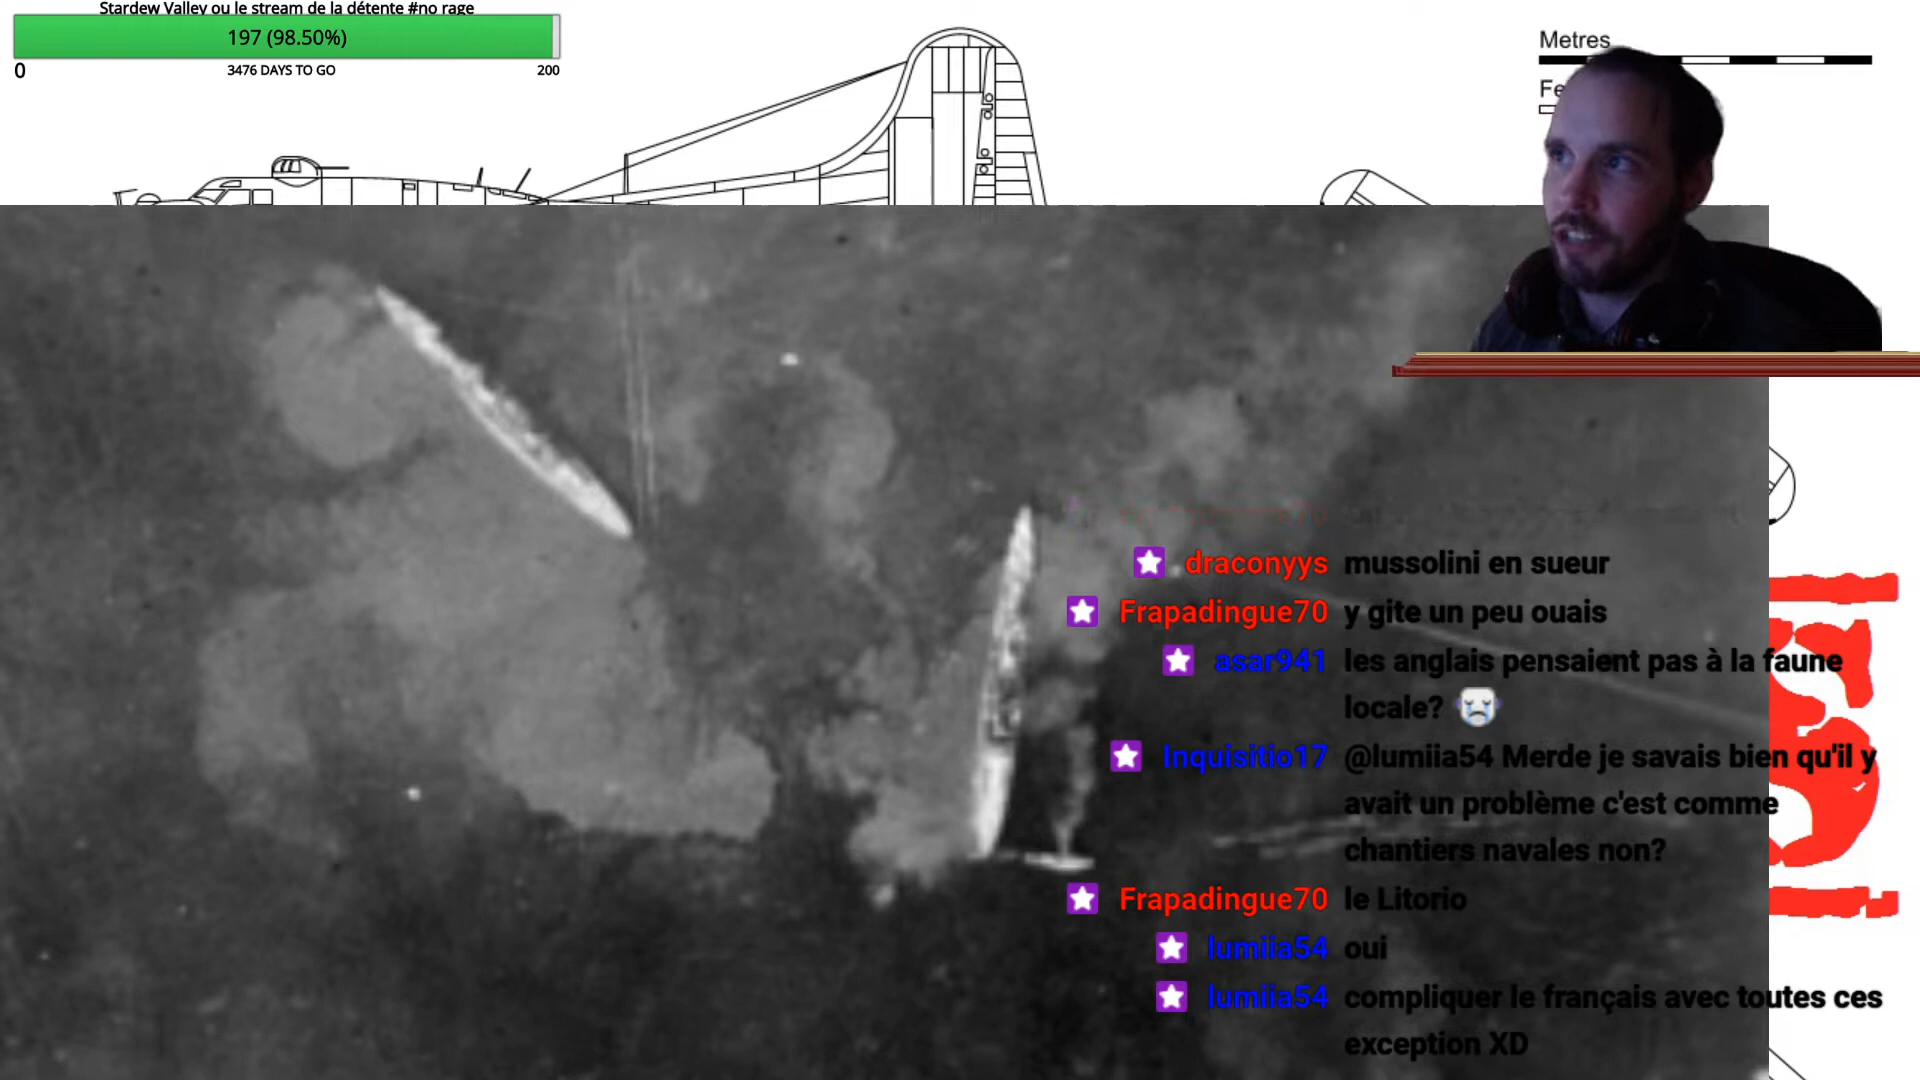 Stardew Valley ou le stream de la détente #no rage
197 (98.50%)
0
3476 DAYS TO GO
200
Metres
draconyys mussolini en sueur
Frapadingue70 y gite un peu ouais
asar941 les anglais pensaient pas à la faune
locale?
Inquisitio17 @lumiia54 Merde je savais bien qu'il y
avait un problème c'est comme
chantiers navales non?
Frapadingue70 le Litorio
lumiia54 oui
lumiia54 compliquer le français avec toutes ces
exception XD